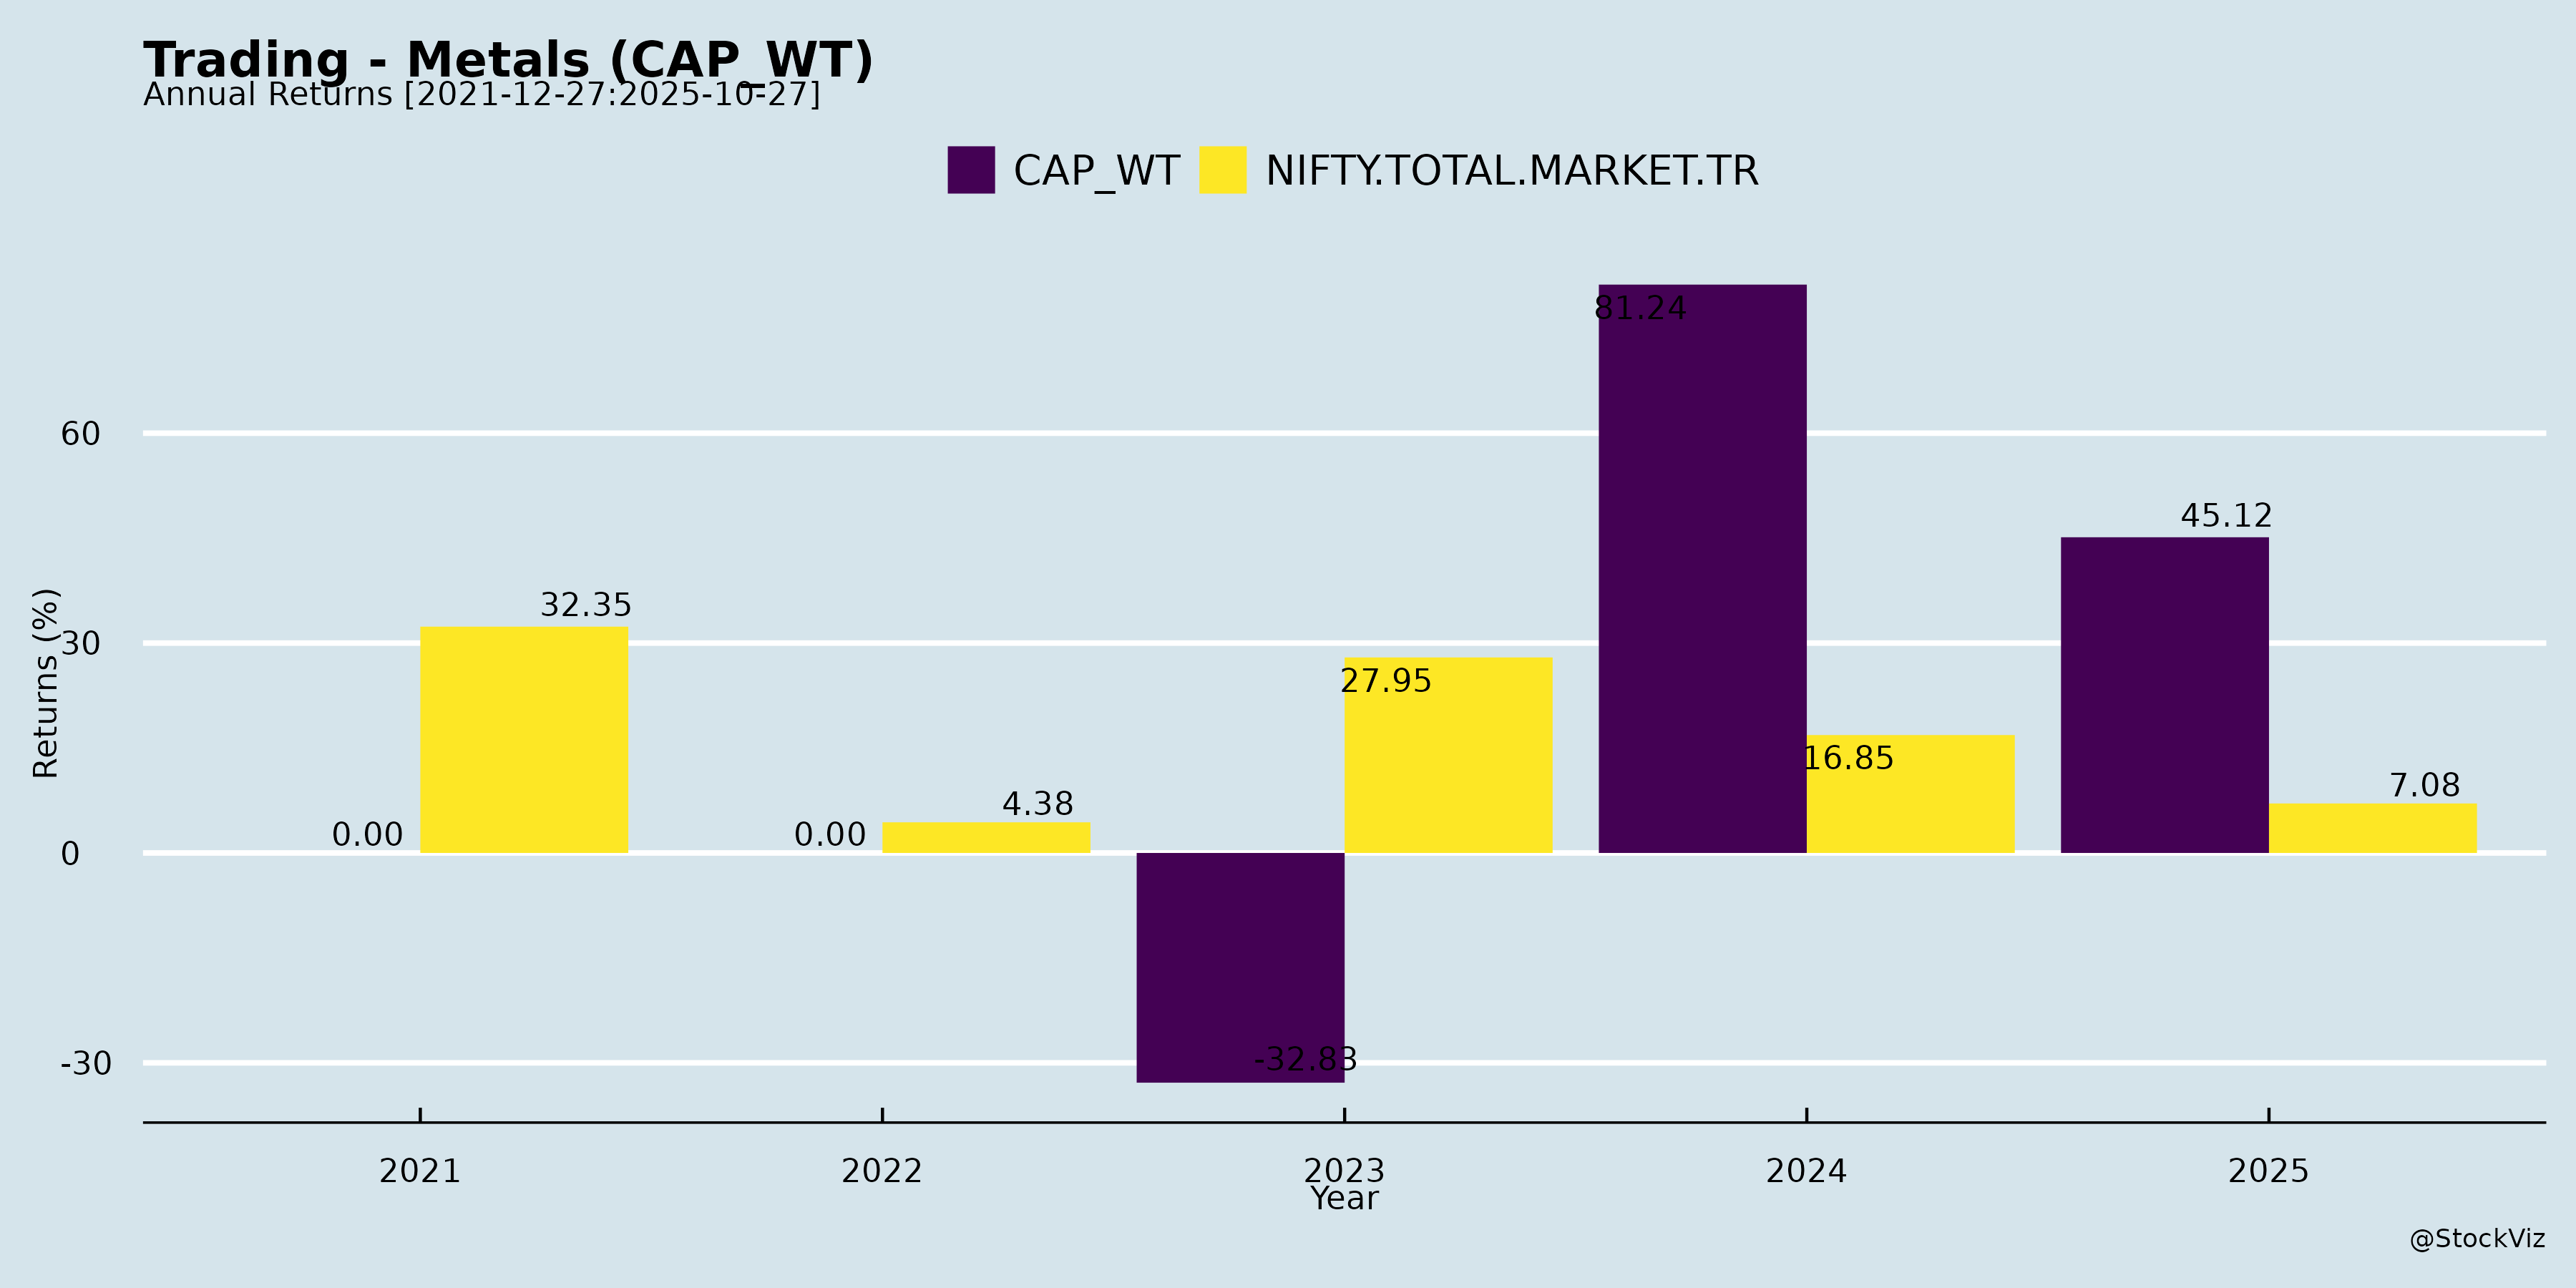 Trading - Metals (CAP_WT)
Annual Returns [2021-12-27:2025-10-27]
CAP_WT NIFTY.TOTAL.MARKET.TR
81.24
60
45.12
32.35
Returns (%)
30
27.95
16.85
7.08
4.38
0.00 0.00
0
-32.83
-30
2021 2022 2023 2024 2025
Year
@StockViz